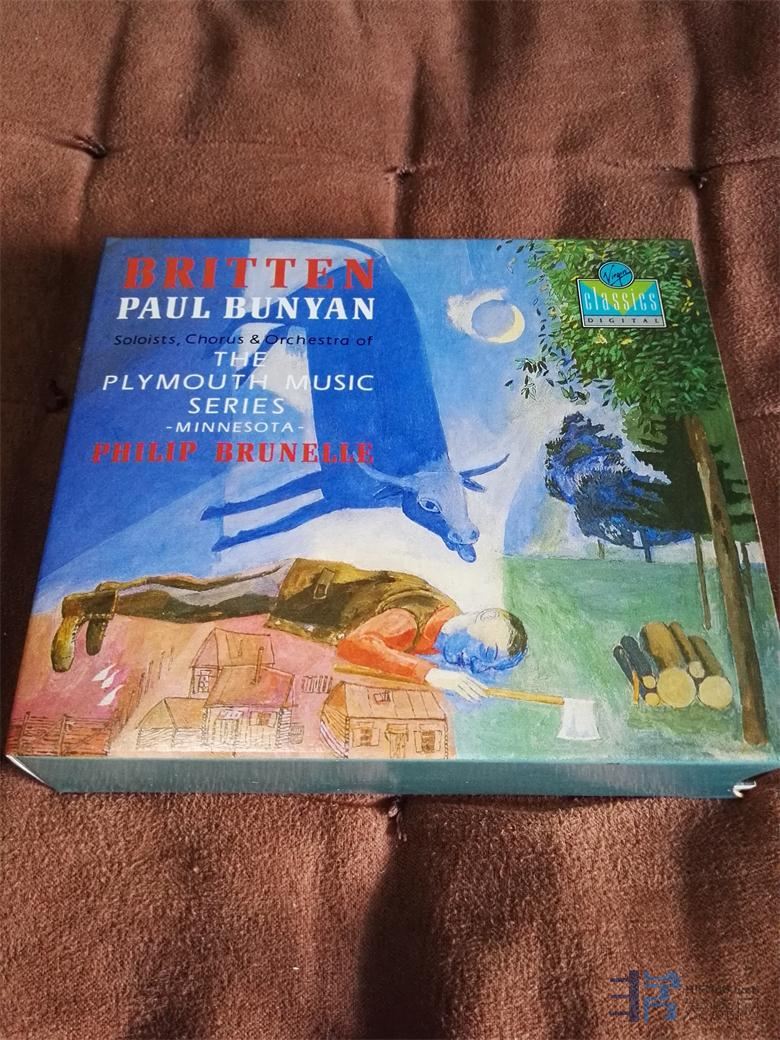 BRITTEN
PAUL BUNYAN
Soloists, Chorus & Orchestra of
THE
PLYMOUTH MUSIC
SERIES
-MINNESOTA-
PHILIP BRUNELLE
Virgin
classics
DIGITAL